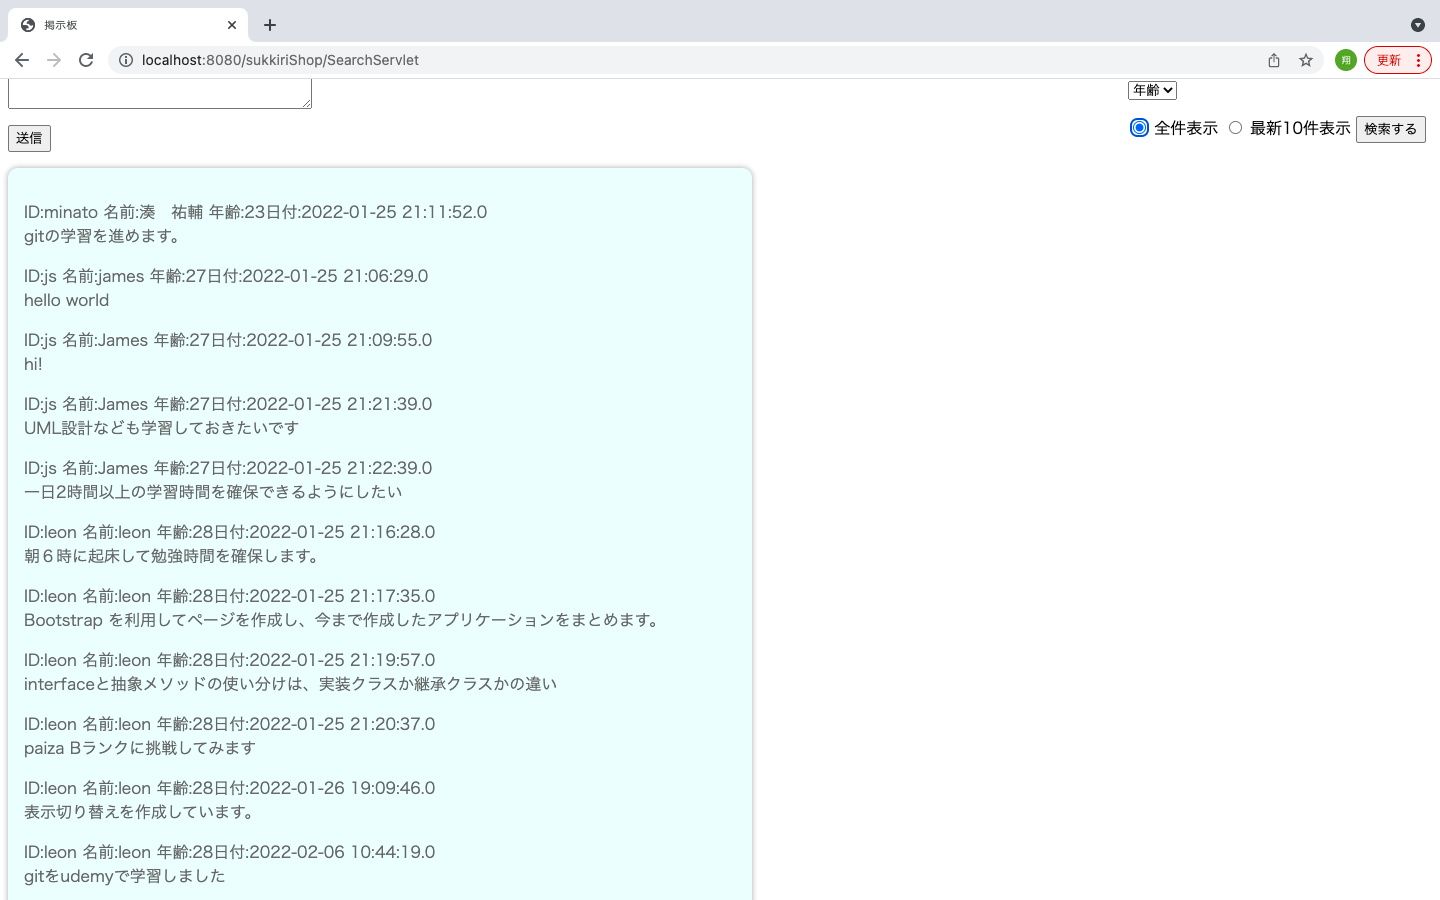 掲示板
localhost:8080/sukkiriShop/SearchServlet
翔
更新
年齢
全件表示 最新10件表示 検索する
送信
ID:minato 名前:湊　祐輔 年齢:23日付:2022-01-25 21:11:52.0
gitの学習を進めます。
ID:js 名前:james 年齢:27日付:2022-01-25 21:06:29.0
hello world
ID:js 名前:James 年齢:27日付:2022-01-25 21:09:55.0
hi!
ID:js 名前:James 年齢:27日付:2022-01-25 21:21:39.0
UML設計なども学習しておきたいです
ID:js 名前:James 年齢:27日付:2022-01-25 21:22:39.0
一日2時間以上の学習時間を確保できるようにしたい
ID:leon 名前:leon 年齢:28日付:2022-01-25 21:16:28.0
朝６時に起床して勉強時間を確保します。
ID:leon 名前:leon 年齢:28日付:2022-01-25 21:17:35.0
Bootstrap を利用してページを作成し、今まで作成したアプリケーションをまとめます。
ID:leon 名前:leon 年齢:28日付:2022-01-25 21:19:57.0
interfaceと抽象メソッドの使い分けは、実装クラスか継承クラスかの違い
ID:leon 名前:leon 年齢:28日付:2022-01-25 21:20:37.0
paiza Bランクに挑戦してみます
ID:leon 名前:leon 年齢:28日付:2022-01-26 19:09:46.0
表示切り替えを作成しています。
ID:leon 名前:leon 年齢:28日付:2022-02-06 10:44:19.0
gitをudemyで学習しました